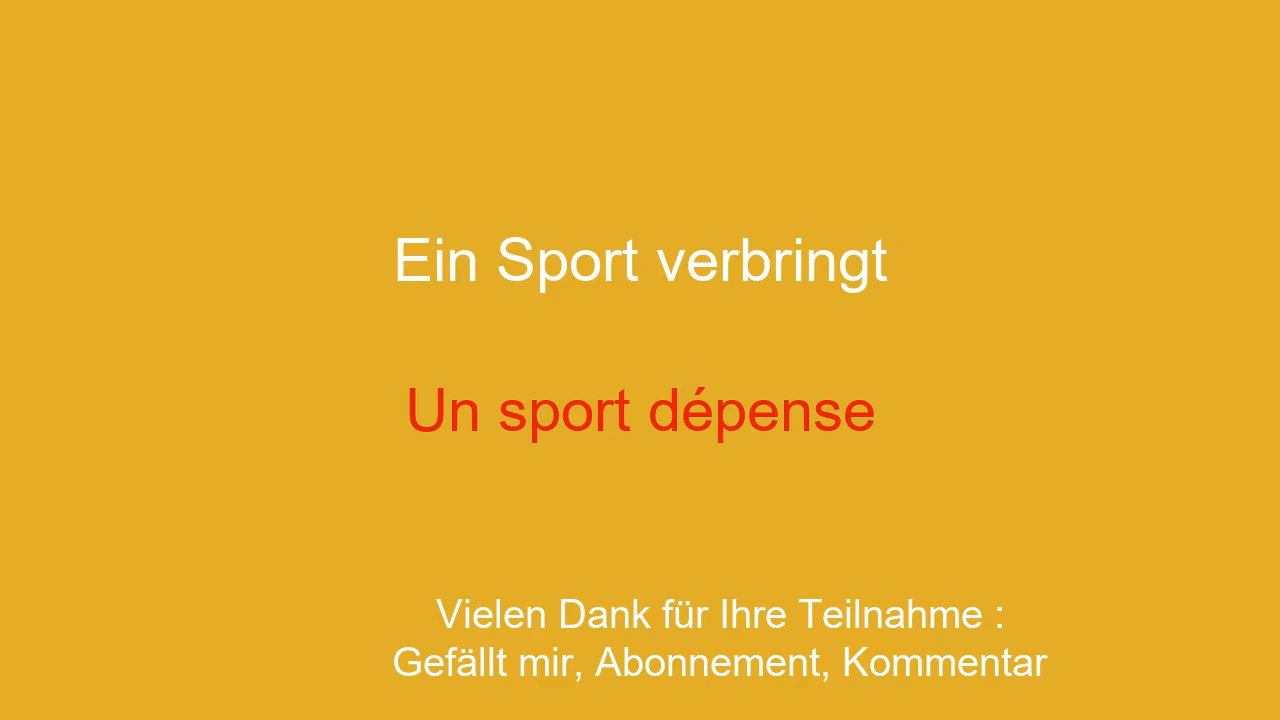 Ein Sport verbringt
Un sport dépense
Vielen Dank für Ihre Teilnahme :
Gefällt mir, Abonnement, Kommentar